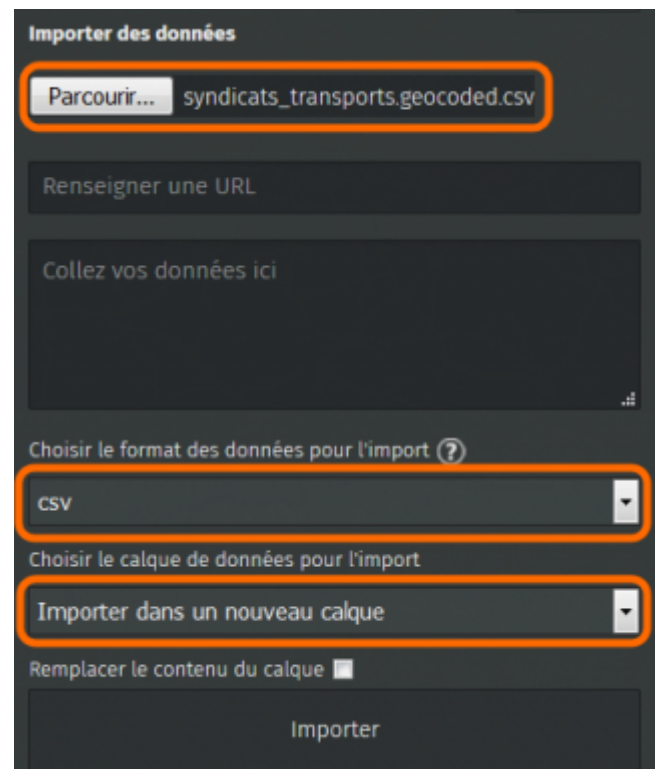 Importer des données
Parcourir... syndicats_transports.geocoded.csv
Renseigner une URL
Collez vos données ici
Choisir le format des données pour l'import ?
csv
Choisir le calque de données pour l'import
Importer dans un nouveau calque
Remplacer le contenu du calque
Importer